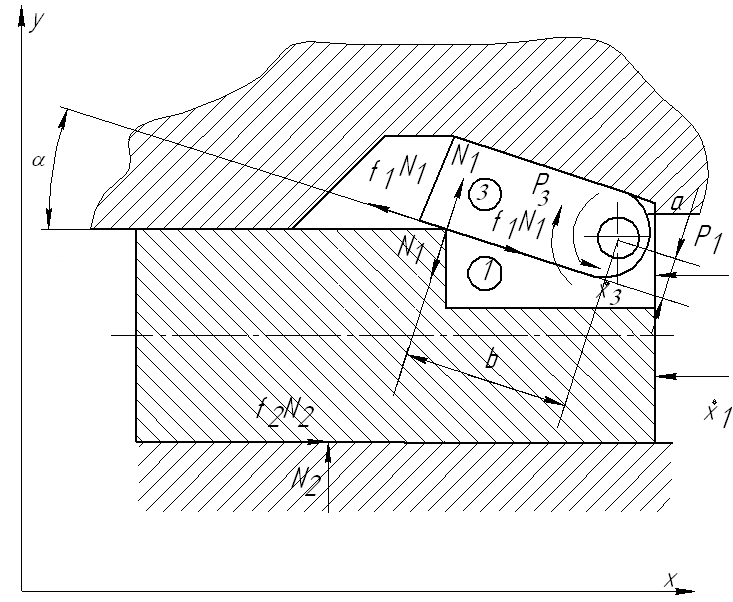 y
α
f₁N₁
N₁
3
P₃
f₁N₁
a
P₁
N₁
1
ẋ₃
b
ẋ₁
f₂N₂
N₂
x